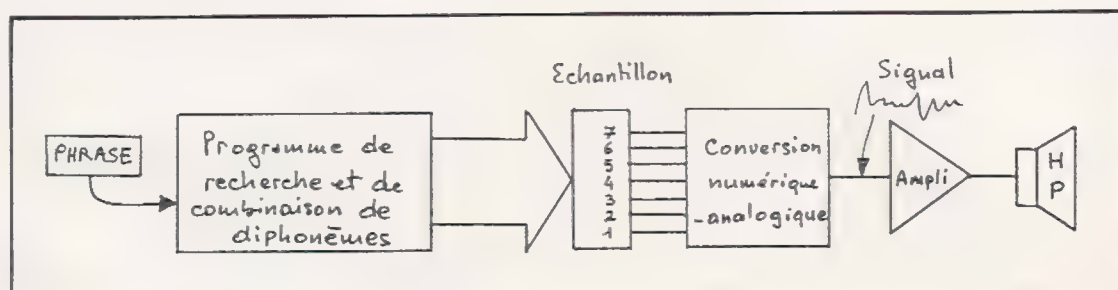 PHRASE
Programme de
recherche et de
combinaison de
diphonèmes
Echantillon
7
6
5
4
3
2
1
Conversion
numérique
-analogique
Signal
Ampli
H
P